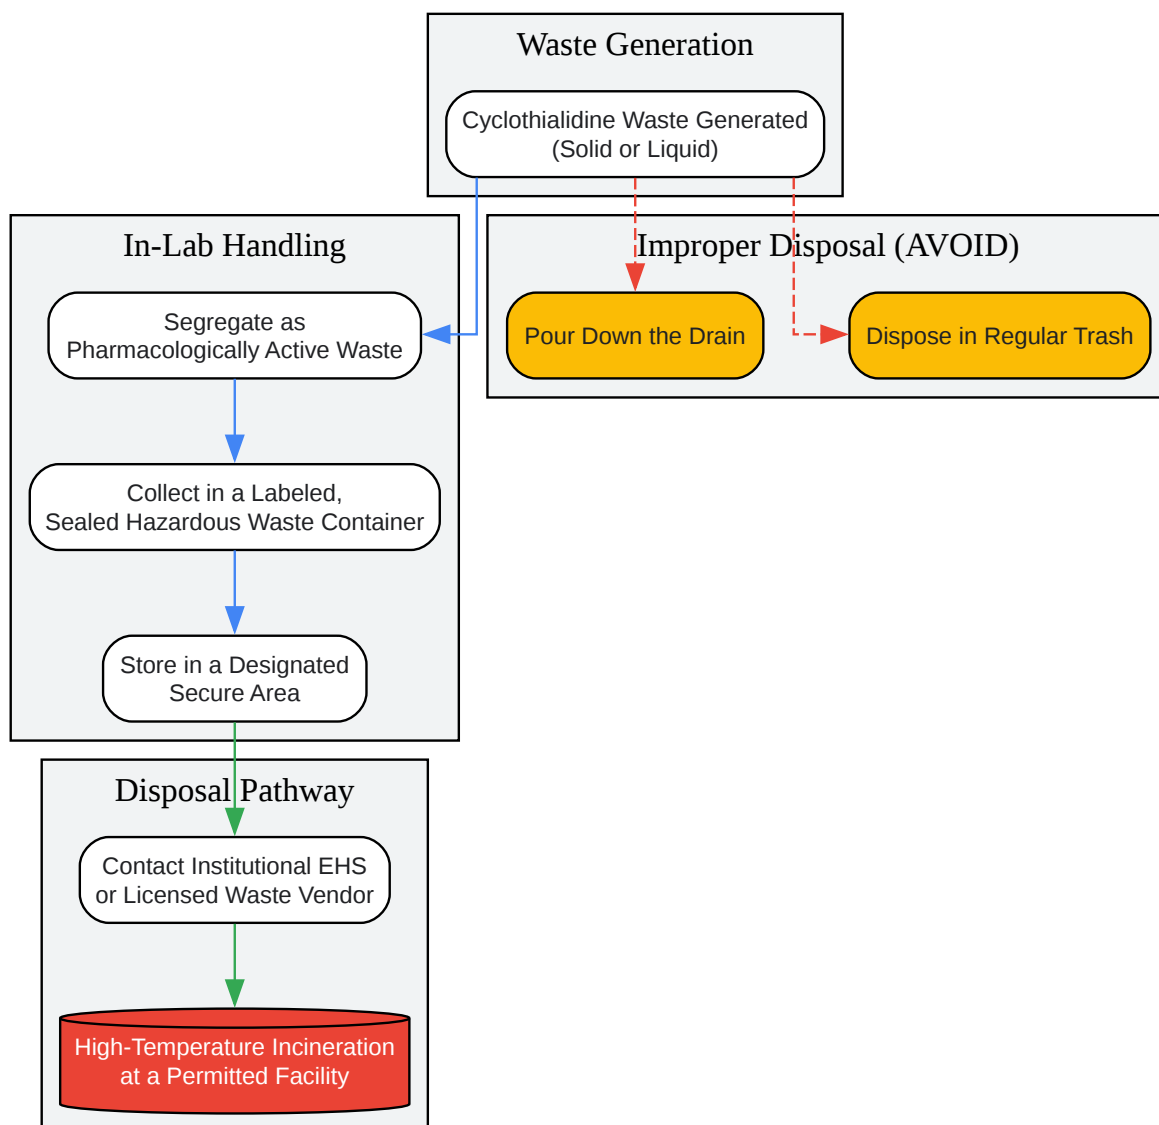 Waste Generation
Cyclothialidine Waste Generated
(Solid or Liquid)
In-Lab Handling
Segregate as
Pharmacologically Active Waste
Collect in a Labeled,
Sealed Hazardous Waste Container
Store in a Designated
Secure Area
Improper Disposal (AVOID)
Pour Down the Drain
Dispose in Regular Trash
Disposal Pathway
Contact Institutional EHS
or Licensed Waste Vendor
High-Temperature Incineration
at a Permitted Facility